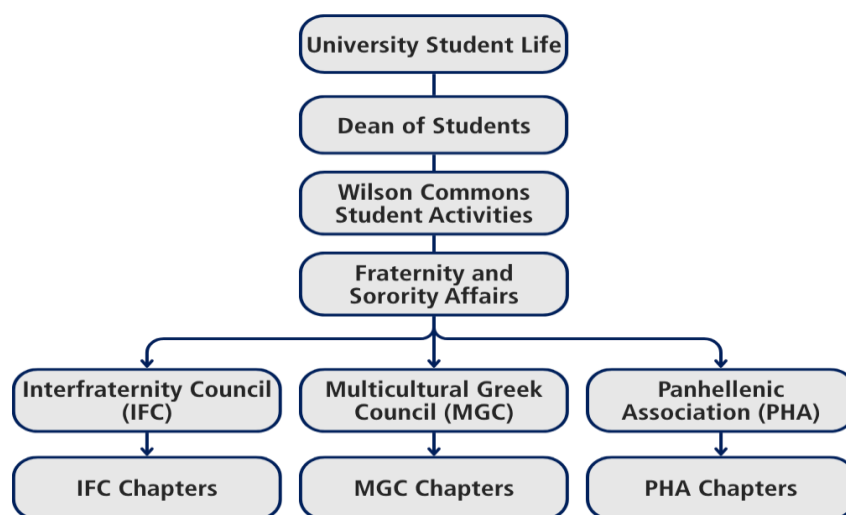 University Student Life
Dean of Students
Wilson Commons
Student Activities
Fraternity and
Sorority Affairs
Interfraternity Council
(IFC)
Multicultural Greek
Council (MGC)
Panhellenic
Association (PHA)
IFC Chapters
MGC Chapters
PHA Chapters